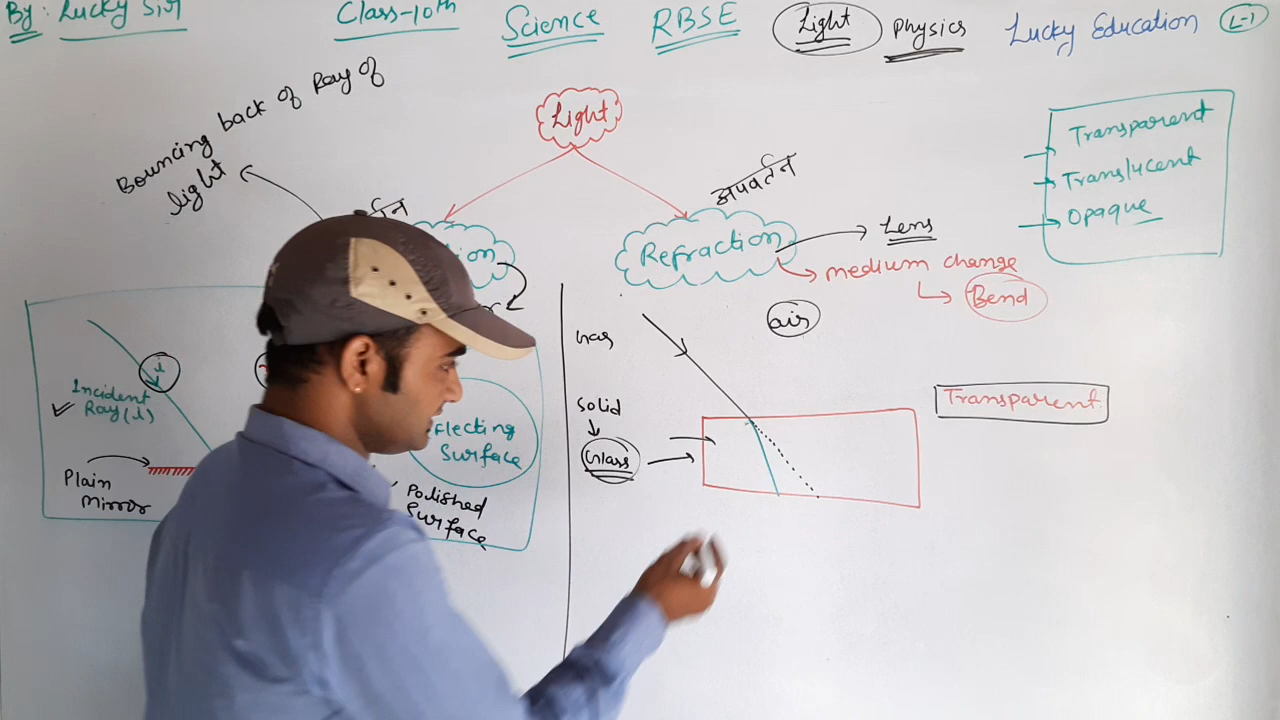 By: Lucky Sir
Class-10th
Science
RBSE
Light
Physics
Lucky Education
L-1
Bouncing back of Ray of
light
Light
अपवर्तन
Refraction
Lens
medium change
Bend
Transparent
Translucent
Opaque
i
Incident
Ray(i)
Plain
Mirror
flecting
Surface
Polished
Surface
Gas
air
Solid
Glass
Transparent